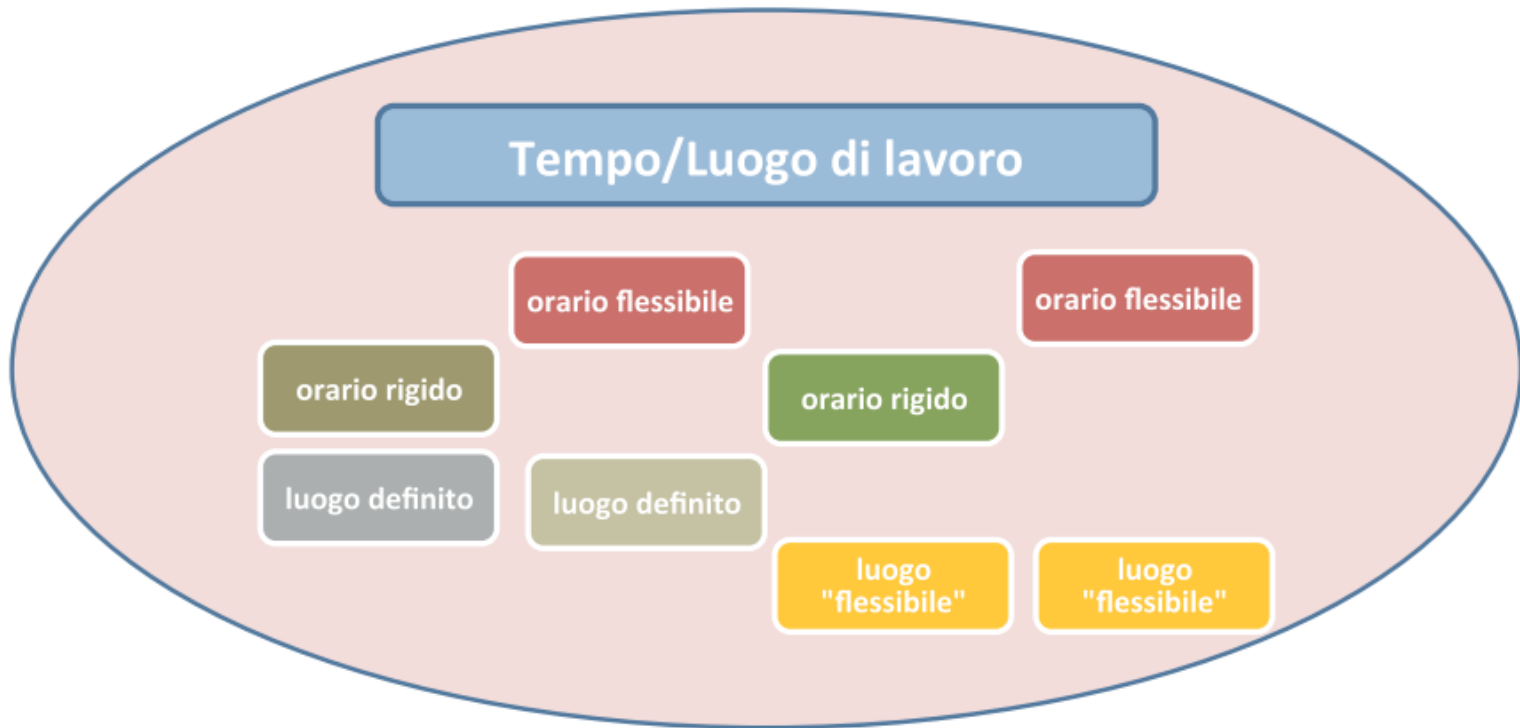 Tempo/Luogo di lavoro
orario flessibile
orario flessibile
orario rigido
orario rigido
luogo definito
luogo definito
luogo
"flessibile"
luogo
"flessibile"